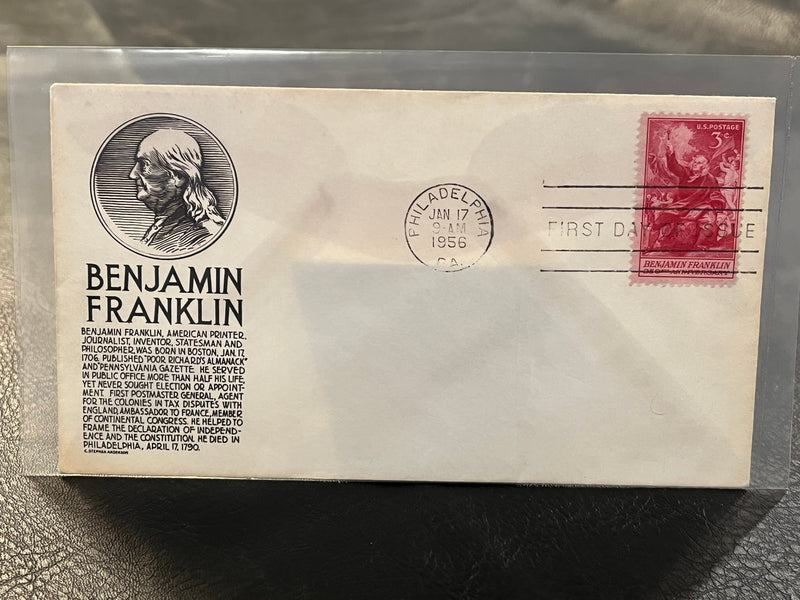 BENJAMIN
FRANKLIN
BENJAMIN FRANKLIN, AMERICAN PRINTER,
JOURNALIST, INVENTOR, STATESMAN AND
PHILOSOPHER, WAS BORN IN BOSTON, JAN. 17,
1706. PUBLISHED "POOR RICHARD'S ALMANACK"
AND "PENNSYLVANIA GAZETTE. HE SERVED
IN PUBLIC OFFICE MORE THAN HALF HIS LIFE,
YET NEVER SOUGHT ELECTION OR APPOINT-
MENT. FIRST POSTMASTER GENERAL, AGENT
FOR THE COLONIES IN TAX DISPUTES WITH
ENGLAND, AMBASSADOR TO FRANCE, MEMBER
OF CONTINENTAL CONGRESS. HE HELPED TO
FRAME THE DECLARATION OF INDEPEND-
ENCE AND THE CONSTITUTION. HE DIED IN
PHILADELPHIA, APRIL 17, 1790.
C. STEPHEN ANDERSON
PHILADELPHIA
JAN 17
9-AM
1956
PA.
FIRST DAY OF ISSUE
U.S. POSTAGE
3¢
BENJAMIN FRANKLIN
250TH ANNIVERSARY